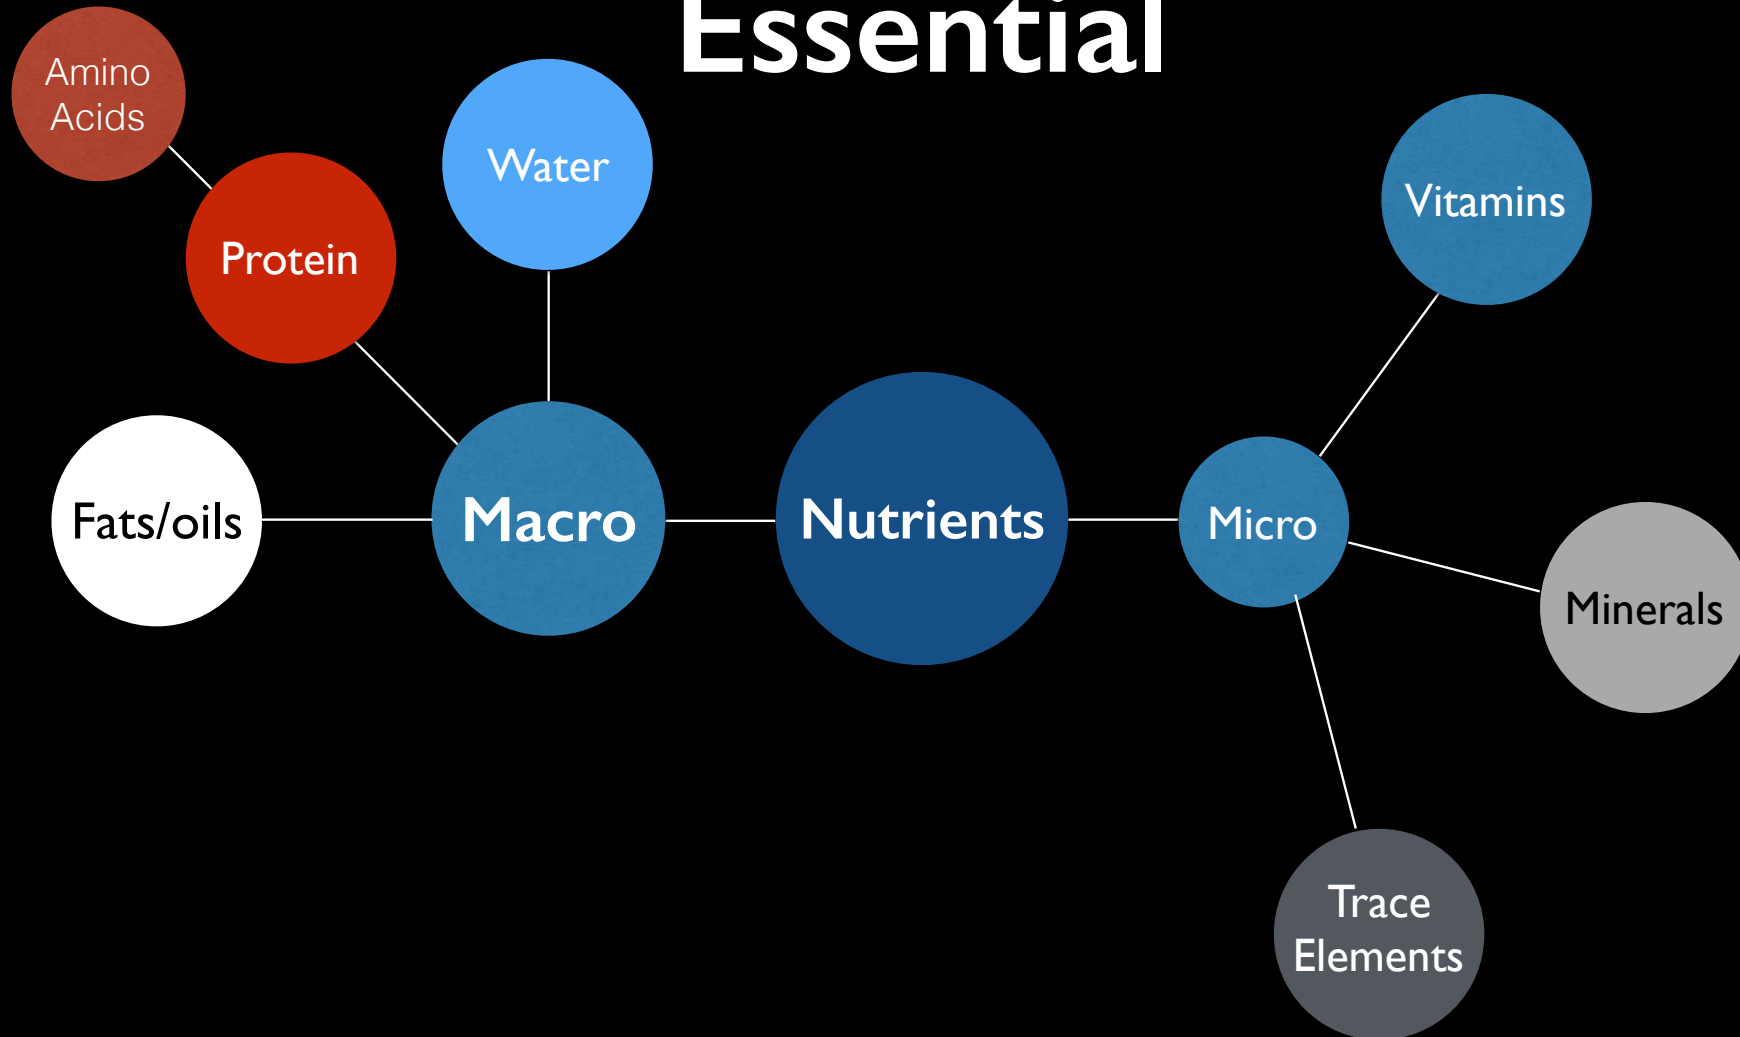 Essential
Amino
Acids
Water
Protein
Vitamins
Fats/oils
Macro
Nutrients
Micro
Minerals
Trace
Elements